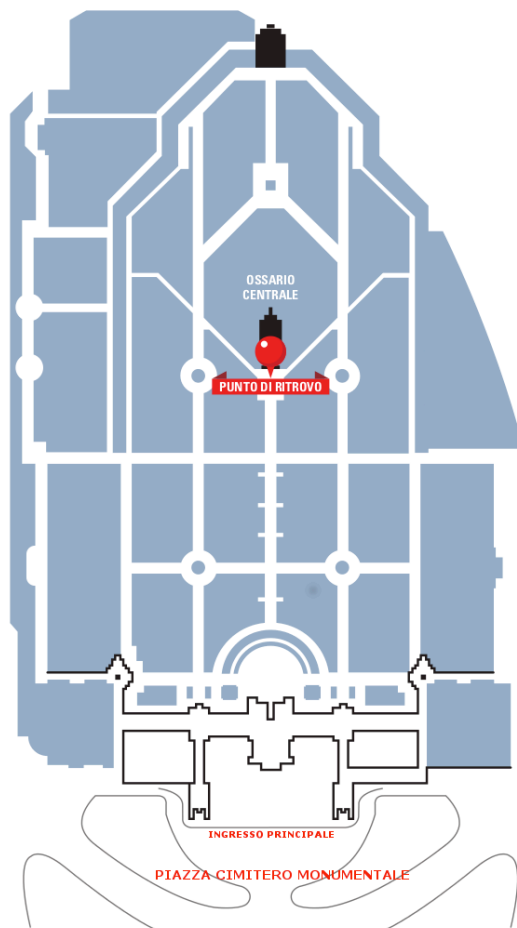 OSSARIO
CENTRALE
PUNTO DI RITROVO
INGRESSO PRINCIPALE
PIAZZA CIMITERO MONUMENTALE